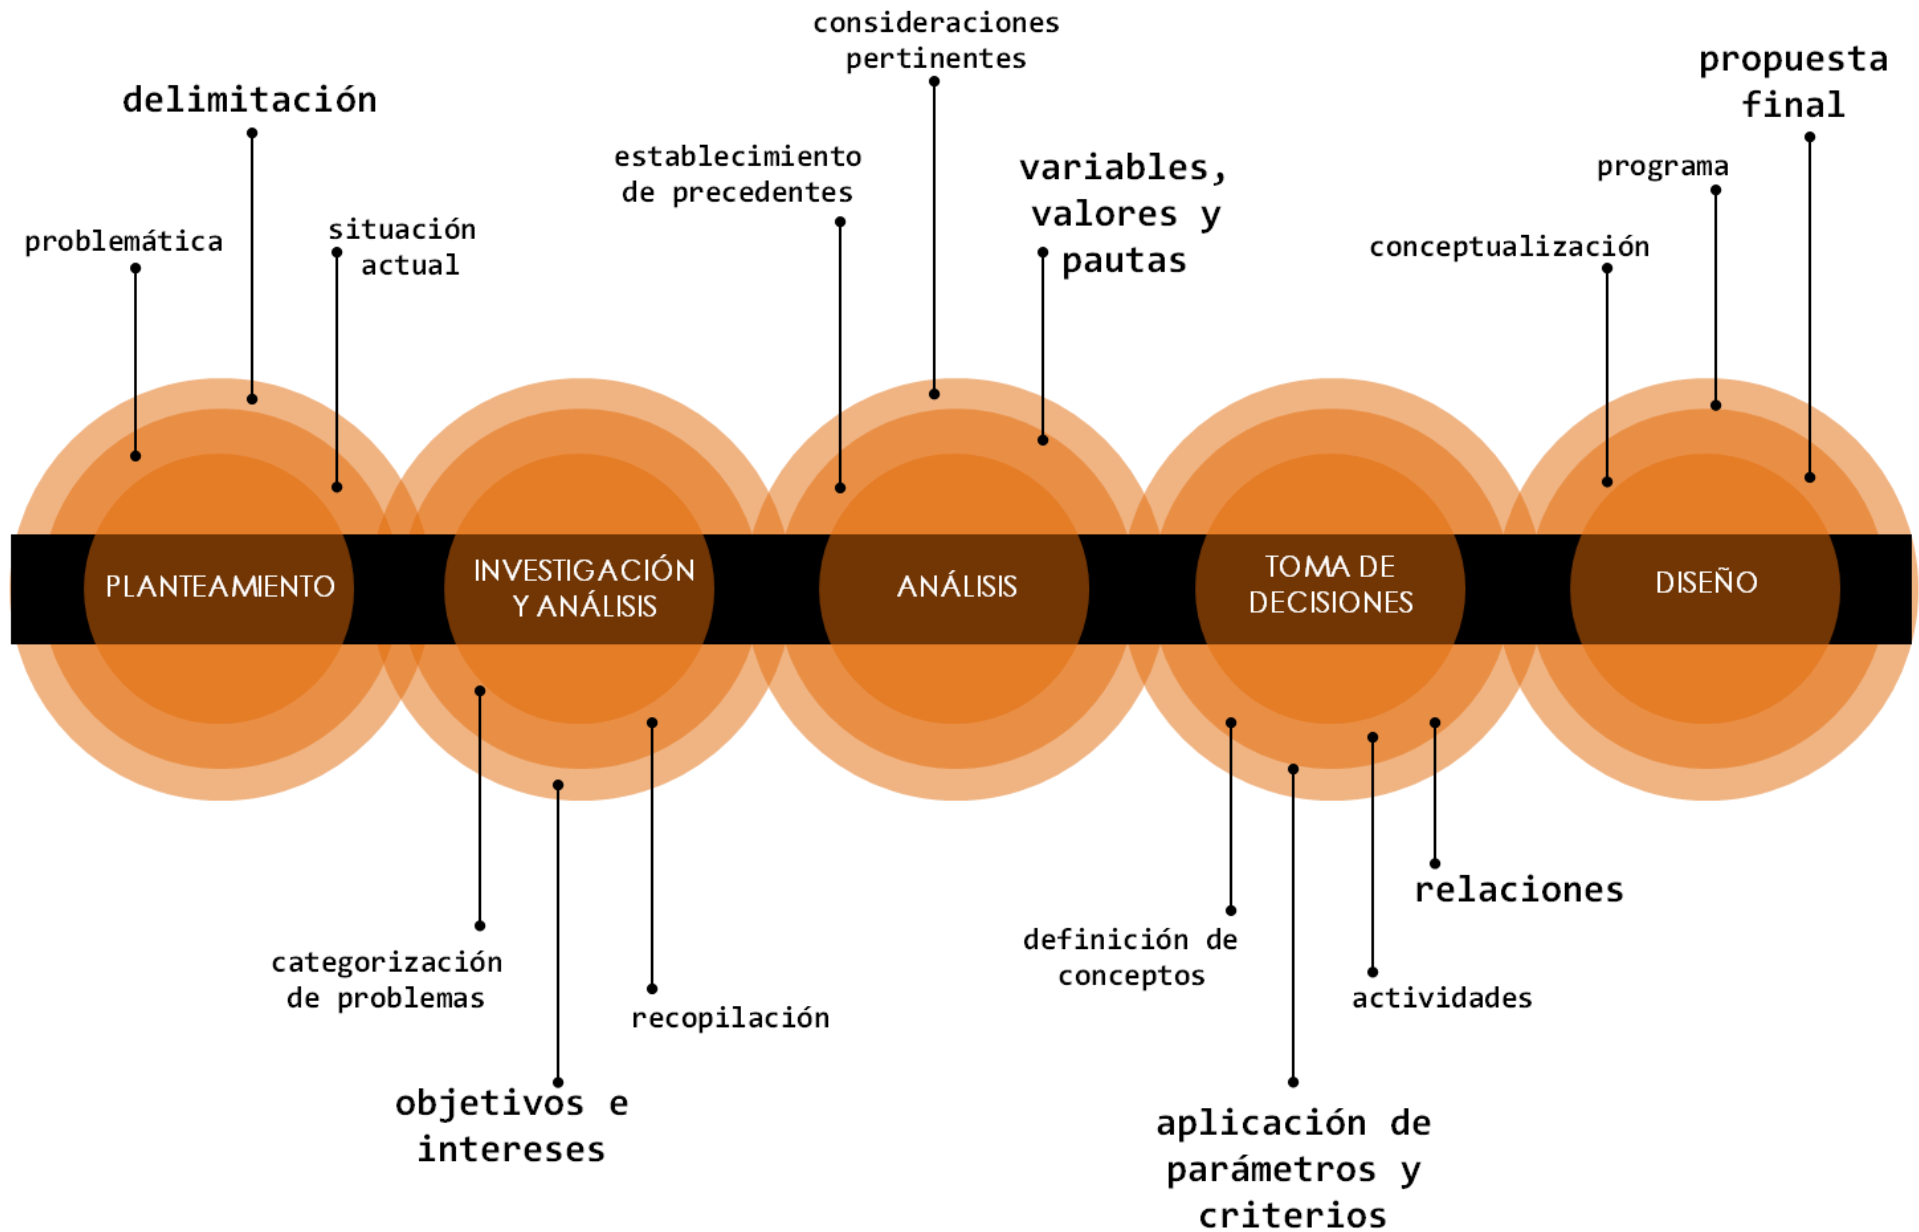 consideraciones
pertinentes
propuesta
final
delimitación
establecimiento
de precedentes
variables,
valores y
pautas
programa
problemática
situación
actual
conceptualización
PLANTEAMIENTO
INVESTIGACIÓN
Y ANÁLISIS
ANÁLISIS
TOMA DE
DECISIONES
DISEÑO
categorización
de problemas
recopilación
objetivos e
intereses
definición de
conceptos
relaciones
actividades
aplicación de
parámetros y
criterios